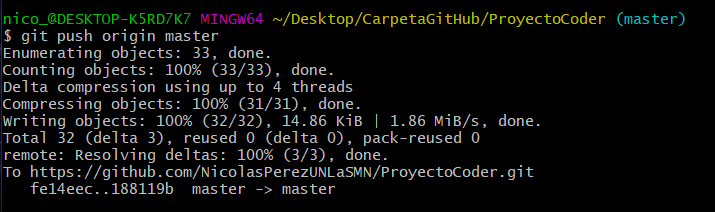 nico_@DESKTOP-K5RD7K7 MINGW64 ~/Desktop/CarpetaGitHub/ProyectoCoder (master)
$ git push origin master
Enumerating objects: 33, done.
Counting objects: 100% (33/33), done.
Delta compression using up to 4 threads
Compressing objects: 100% (31/31), done.
Writing objects: 100% (32/32), 14.86 KiB | 1.86 MiB/s, done.
Total 32 (delta 3), reused 0 (delta 0), pack-reused 0
remote: Resolving deltas: 100% (3/3), done.
To https://github.com/NicolasPerezUNLaSMN/ProyectoCoder.git
   fe14eec..188119b  master -> master